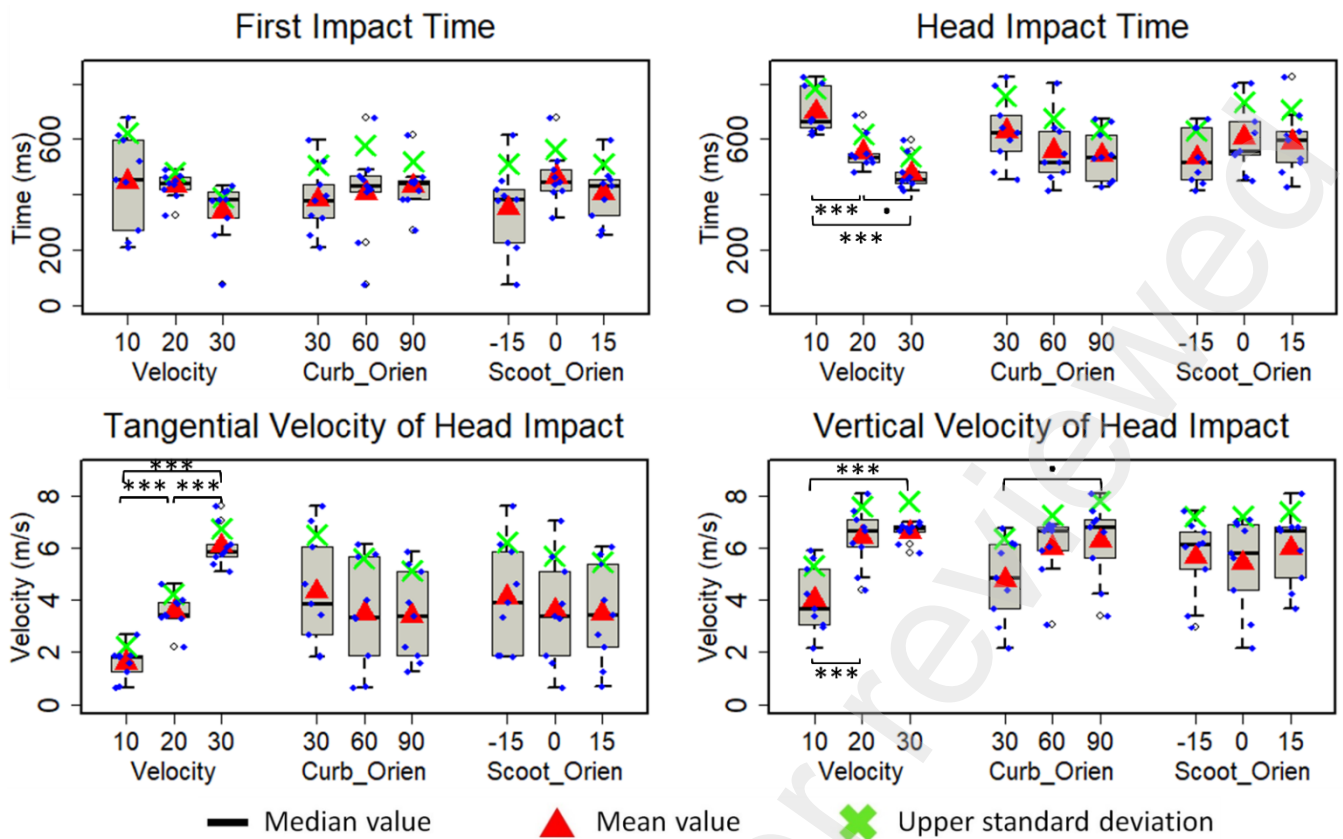 First Impact Time
Time (ms)
0 200 600
10 20 30 30 60 90 -15 0 15
Velocity Curb_Orien Scoot_Orien
Head Impact Time
Time (ms)
0 200 600
*** .
***
10 20 30 30 60 90 -15 0 15
Velocity Curb_Orien Scoot_Orien
Tangential Velocity of Head Impact
Velocity (m/s)
0 2 4 6 8
***
*** ***
10 20 30 30 60 90 -15 0 15
Velocity Curb_Orien Scoot_Orien
Vertical Velocity of Head Impact
Velocity (m/s)
0 2 4 6 8
*** .
***
10 20 30 30 60 90 -15 0 15
Velocity Curb_Orien Scoot_Orien
Median value Mean value Upper standard deviation
er reviewed